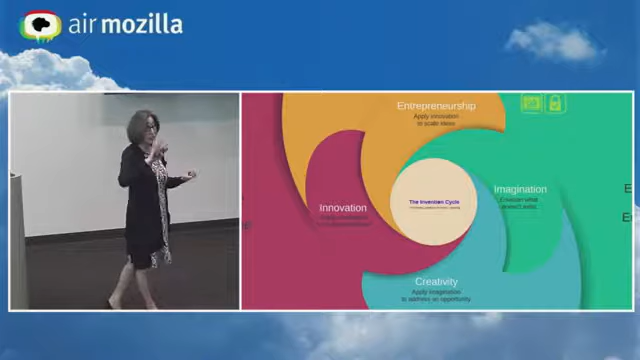 air mozilla
Entrepreneurship
Apply innovation
to scale ideas
Imagination
Envision what
doesn't exist
The Invention Cycle
Innovation
Creativity
Apply imagination
to address an opportunity